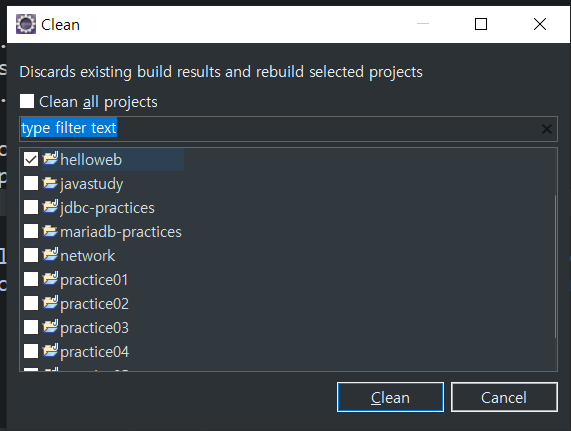 Clean
Discards existing build results and rebuild selected projects
Clean all projects
type filter text
helloweb
javastudy
jdbc-practices
mariadb-practices
network
practice01
practice02
practice03
practice04
Clean Cancel